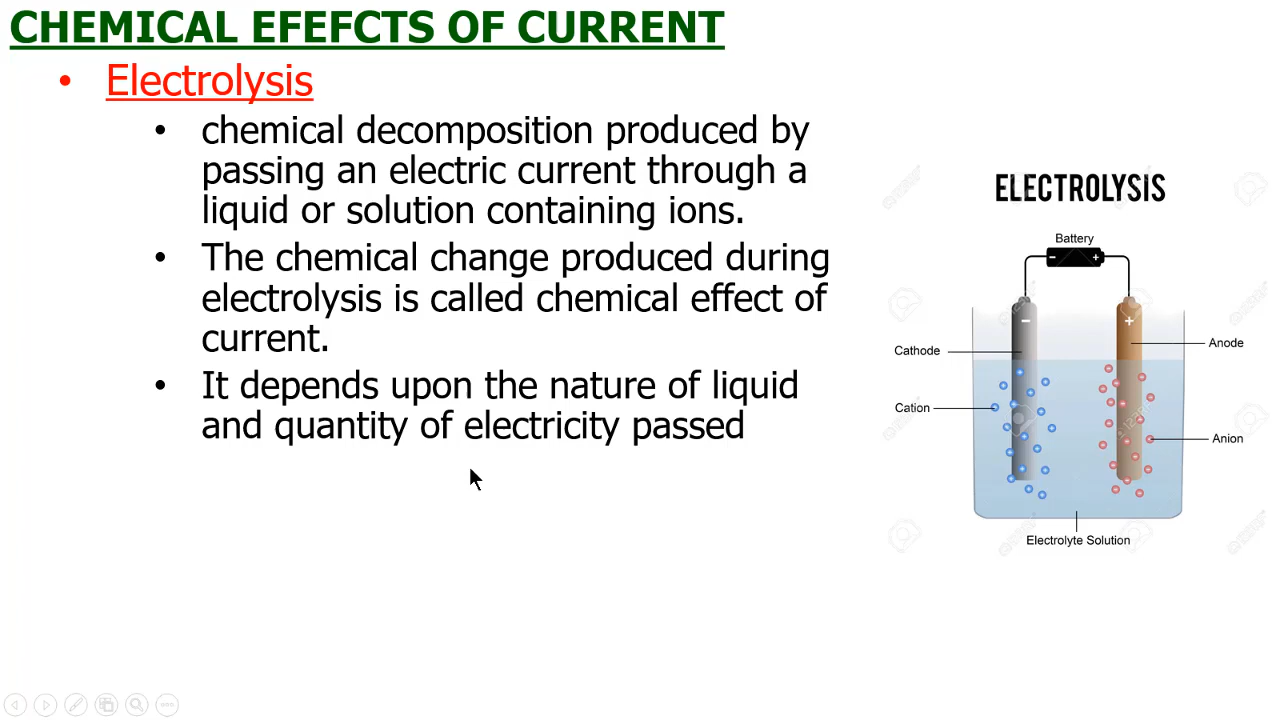 CHEMICAL EFEFCTS OF CURRENT
• Electrolysis
• chemical decomposition produced by
passing an electric current through a
liquid or solution containing ions.
• The chemical change produced during
electrolysis is called chemical effect of
current.
• It depends upon the nature of liquid
and quantity of electricity passed
ELECTROLYSIS
Battery
− +
− +
Cathode
Anode
Cation
Anion
Electrolyte Solution